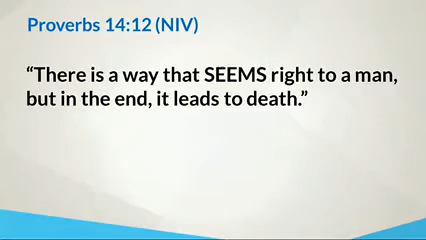 Proverbs 14:12 (NIV)
“There is a way that SEEMS right to a man,
but in the end, it leads to death.”